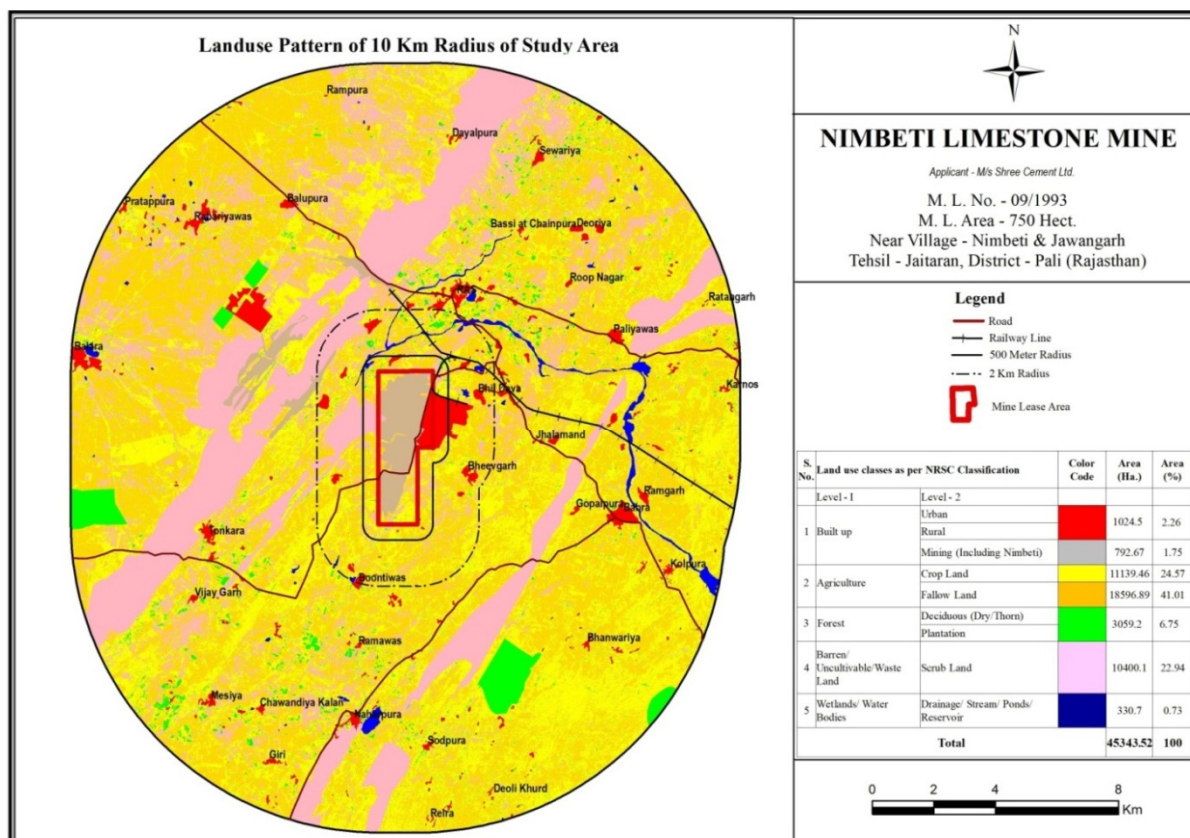 Landuse Pattern of 10 Km Radius of Study Area
Rampura
Dayalpura
Sewariya
Pratappura
Balupura
Rabariyawas
Bassi at Chainpura
Deoriya
Roop Nagar
Ras
Ratangarh
Paliyawas
Balara
Karnos
Bhil Daya
Jhalamand
Bheevgarh
Ramgarh
Gopalpura
Babra
Tonkara
Kolpura
Boontiwas
Vijay Garh
Ramawas
Bhanwariya
Mesiya
Chawandiya Kalan
Naharpura
Sodpura
Giri
Deoli Khurd
Relra
N
NIMBETI LIMESTONE MINE
Applicant - M/s Shree Cement Ltd.
M. L. No. - 09/1993
M. L. Area - 750 Hect.
Near Village - Nimbeti & Jawangarh
Tehsil - Jaitaran, District - Pali (Rajasthan)
Legend
Road
Railway Line
500 Meter Radius
2 Km Radius
Mine Lease Area
S. No. Land use classes as per NRSC Classification Color Code Area (Ha.) Area (%)
Level - I Level - 2
1 Built up Urban 1024.5 2.26
Rural
Mining (Including Nimbeti) 792.67 1.75
2 Agriculture Crop Land 11139.46 24.57
Fallow Land 18596.89 41.01
3 Forest Deciduous (Dry/Thorn) 3059.2 6.75
Plantation
4 Barren/ Uncultivable/Waste Land Scrub Land 10400.1 22.94
5 Wetlands/ Water Bodies Drainage/ Stream/ Ponds/ Reservoir 330.7 0.73
Total 45343.52 100
0 2 4 8
Km